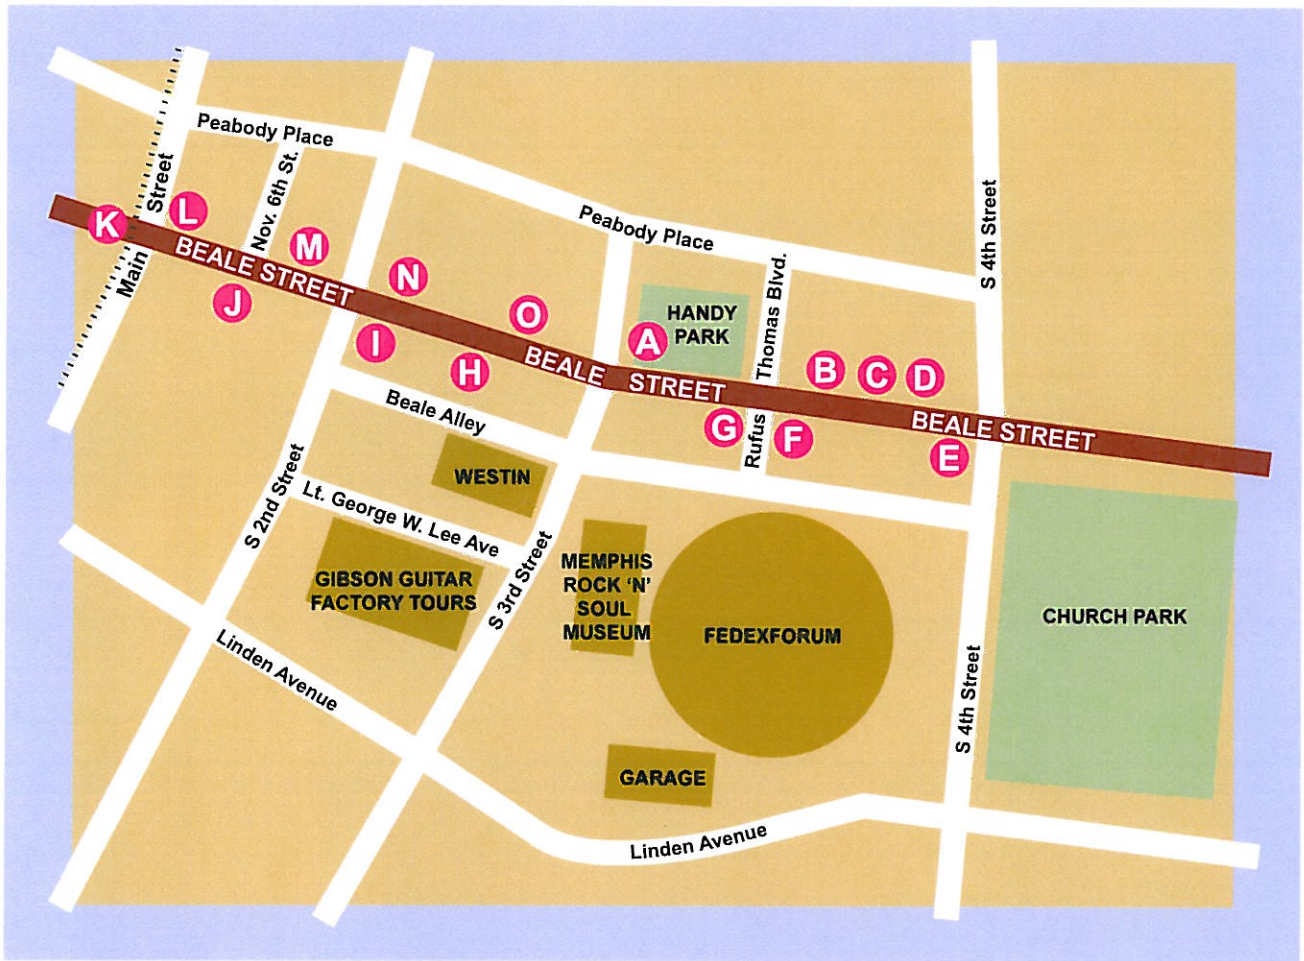 Peabody Place
Main Street
Nov. 6th St.
K
L
M
J
BEALE STREET
N
I
O
H
Peabody Place
S 4th Street
Rufus Thomas Blvd.
HANDY
PARK
A
B
C
D
BEALE STREET
BEALE STREET
G
F
E
Beale Alley
WESTIN
Lt. George W. Lee Ave
S 2nd Street
GIBSON GUITAR
FACTORY TOURS
S 3rd Street
MEMPHIS
ROCK 'N'
SOUL
MUSEUM
FEDEXFORUM
CHURCH PARK
Linden Avenue
S 4th Street
GARAGE
Linden Avenue